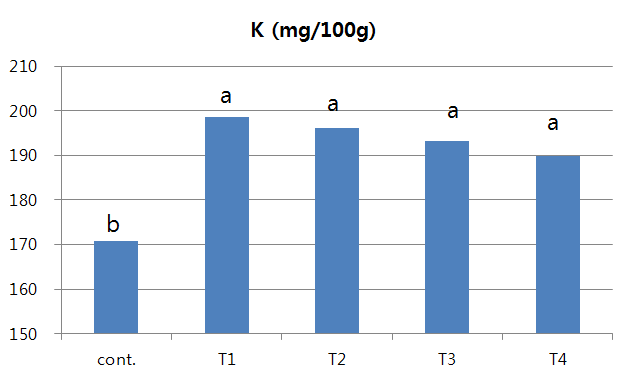 K (mg/100g)
210
200
190
180
170
160
150
b
a
a
a
a
cont.
T1
T2
T3
T4